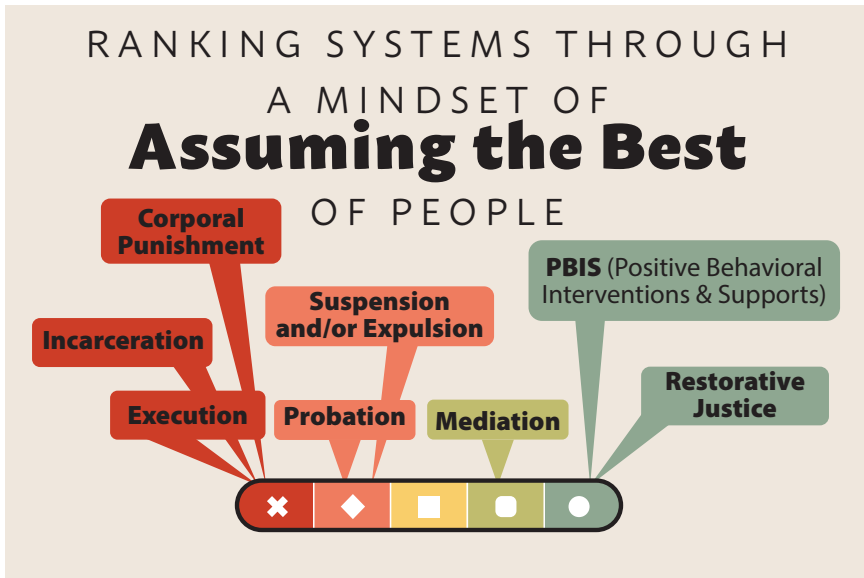 RANKING SYSTEMS THROUGH
A MINDSET OF
Assuming the Best
OF PEOPLE
Corporal
Punishment
PBIS (Positive Behavioral
Interventions & Supports)
Suspension
and/or Expulsion
Incarceration
Restorative
Justice
Execution
Probation
Mediation